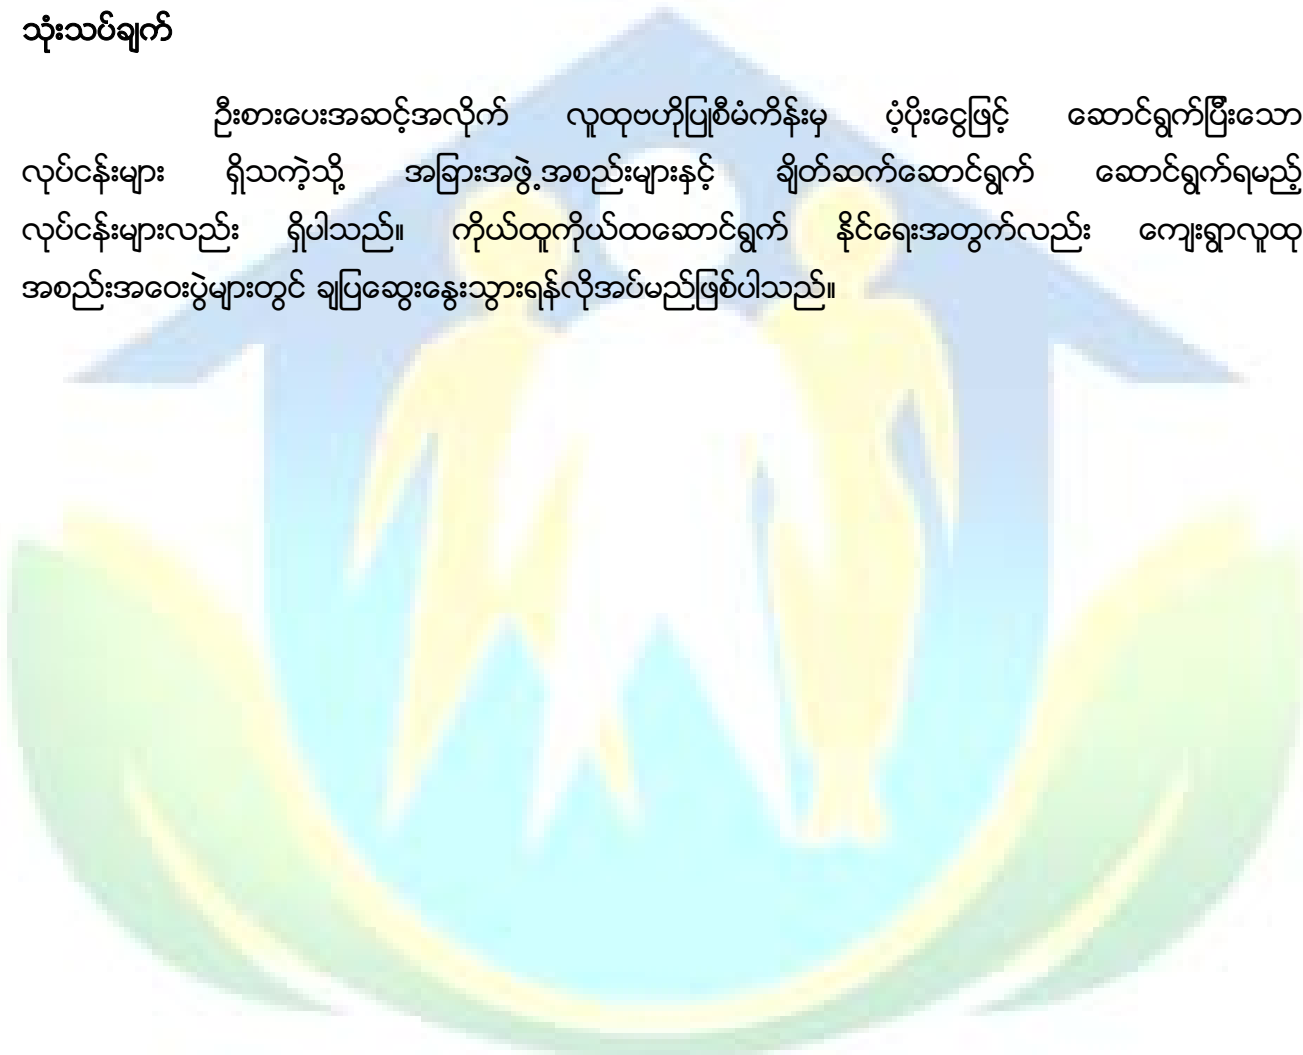 သုံးသပ်ချက်
ဦးစားပေးအဆင့်အလိုက် လူထုဗဟိုပြုစီမံကိန်းမှ ပံ့ပိုးငွေဖြင့် ဆောင်ရွက်ပြီးသော
လုပ်ငန်းများ ရှိသကဲ့သို့ အခြားအဖွဲ့အစည်းများနှင့် ချိတ်ဆက်ဆောင်ရွက် ဆောင်ရွက်ရမည့်
လုပ်ငန်းများလည်း ရှိပါသည်။ ကိုယ်ထူကိုယ်ထဆောင်ရွက် နိုင်ရေးအတွက်လည်း ကျေးရွာလူထု
အစည်းအဝေးပွဲများတွင် ချပြဆွေးနွေးသွားရန်လိုအပ်မည်ဖြစ်ပါသည်။